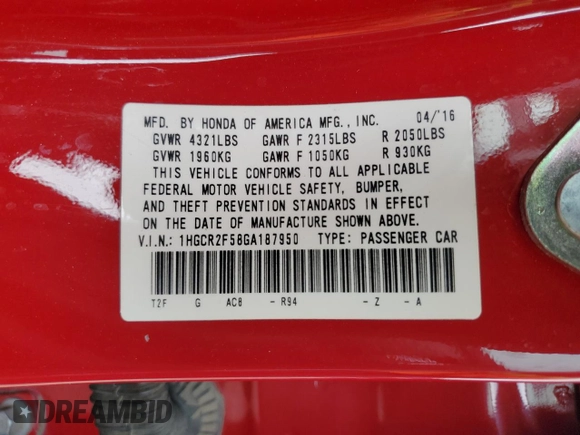 MFD. BY HONDA OF AMERICA MFG., INC. 04/'16
GVWR 4321LBS GAWR F 2315LBS R 2050LBS
GVWR 1960KG GAWR F 1050KG R 930KG
THIS VEHICLE CONFORMS TO ALL APPLICABLE
FEDERAL MOTOR VEHICLE SAFETY, BUMPER,
AND THEFT PREVENTION STANDARDS IN EFFECT
ON THE DATE OF MANUFACTURE SHOWN ABOVE.
V.I.N.: 1HGCR2F58GA187950 TYPE: PASSENGER CAR
T2F G AC8 - R94 - Z - A
DREAMBID